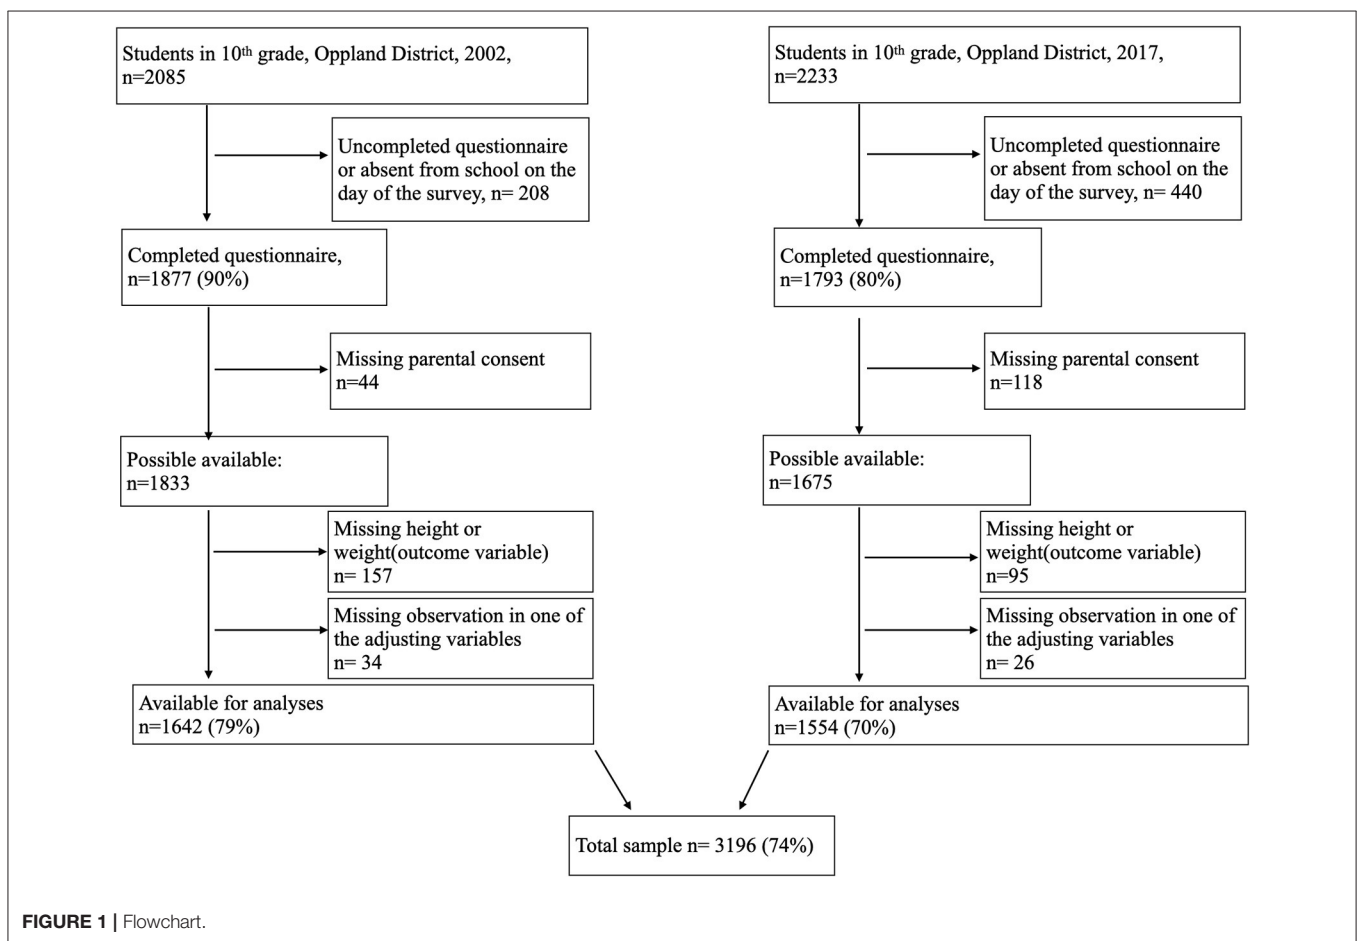 Students in 10th grade, Oppland District, 2002,
n=2085
Uncompleted questionnaire
or absent from school on the
day of the survey, n= 208
Completed questionnaire,
n=1877 (90%)
Missing parental consent
n=44
Possible available:
n=1833
Missing height or
weight(outcome variable)
n= 157
Missing observation in one of
the adjusting variables
n= 34
Available for analyses
n=1642 (79%)
Students in 10th grade, Oppland District, 2017,
n=2233
Uncompleted questionnaire
or absent from school on the
day of the survey, n= 440
Completed questionnaire,
n=1793 (80%)
Missing parental consent
n=118
Possible available:
n=1675
Missing height or
weight(outcome variable)
n=95
Missing observation in one of
the adjusting variables
n= 26
Available for analyses
n=1554 (70%)
Total sample n= 3196 (74%)
FIGURE 1 | Flowchart.